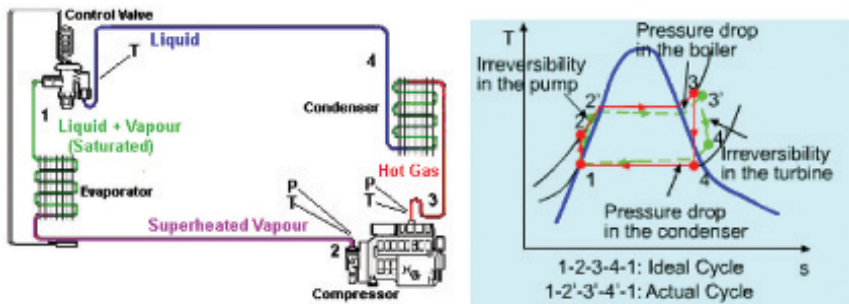 Control Valve
Liquid
T
4
1
Condenser
Liquid + Vapour
(Saturated)
Hot Gas
Evaporator
P
T
P
T
3
Superheated Vapour
2
Compressor
T
Pressure drop
in the boiler
Irreversibility
in the pump
2'
3
3'
2
4'
Irreversibility
in the turbine
1
4
Pressure drop
in the condenser
s
1-2-3-4-1: Ideal Cycle
1-2'-3'-4'-1: Actual Cycle